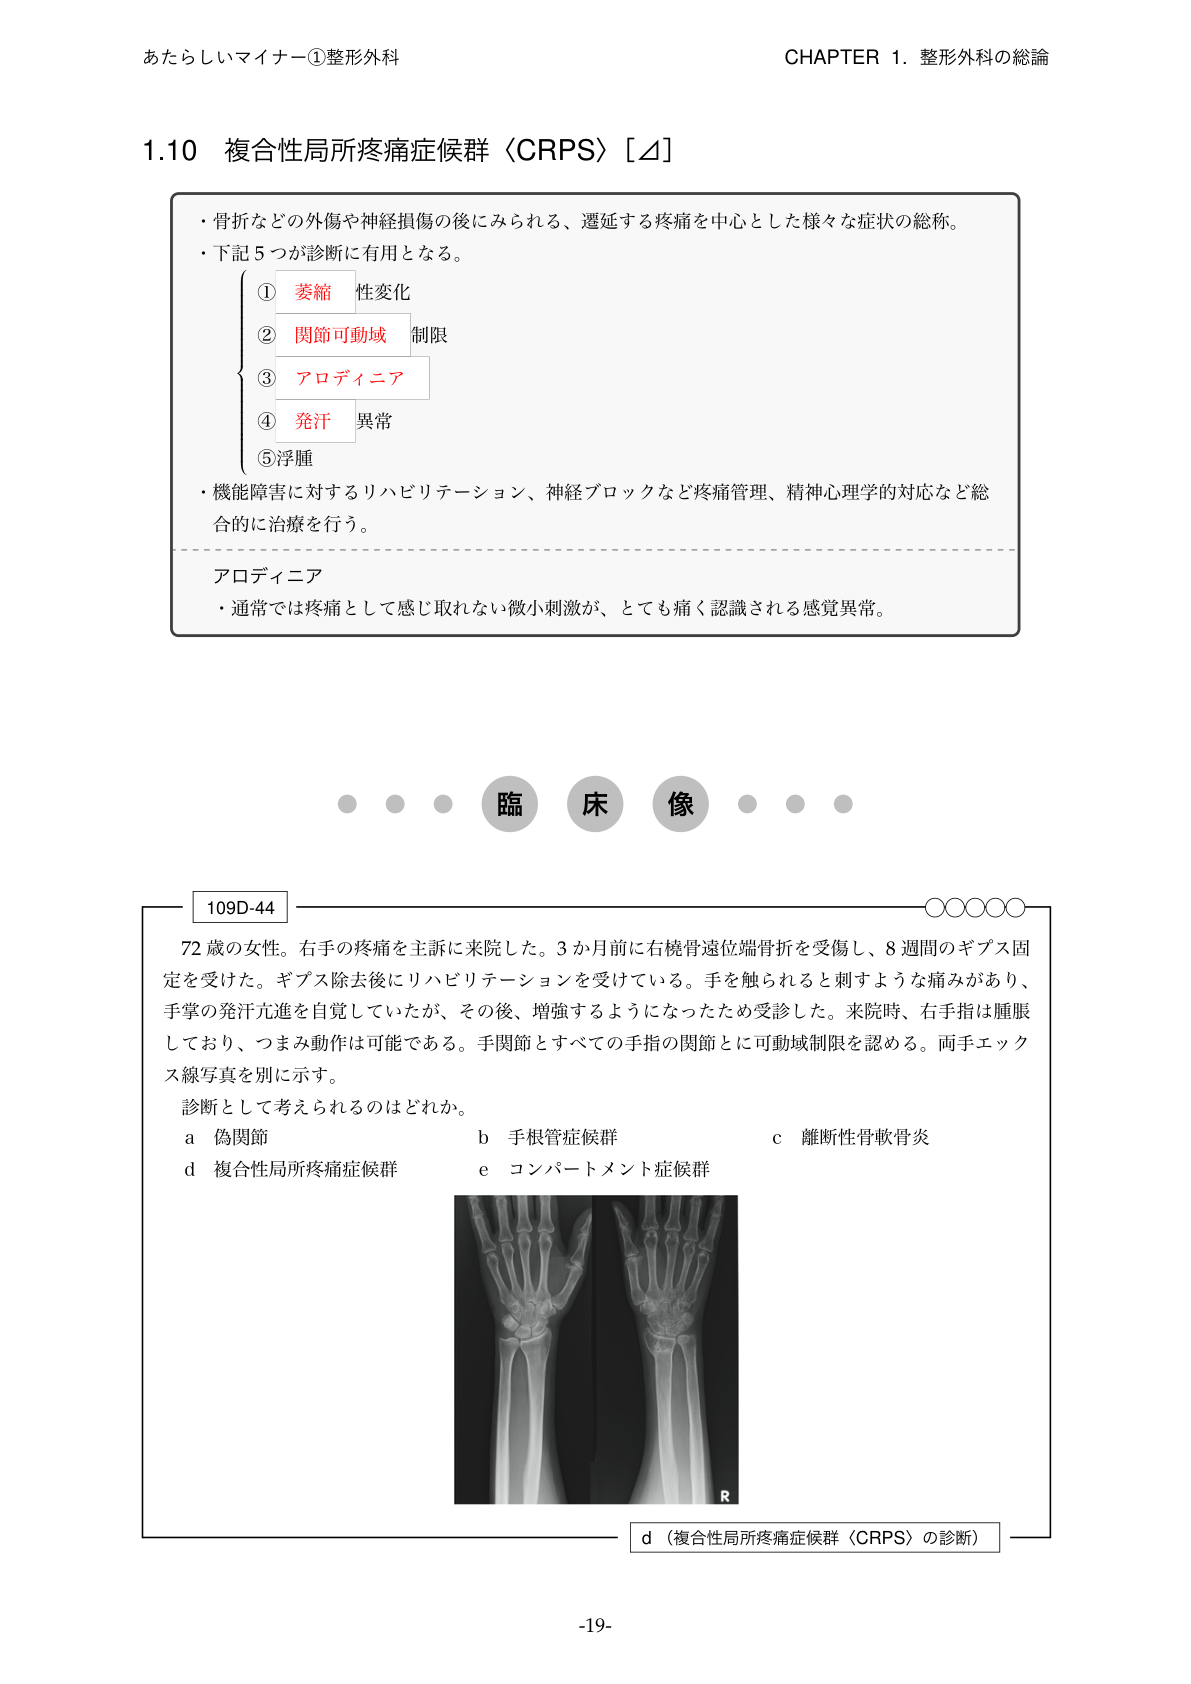 あたらしいマイナー①整形外科 CHAPTER 1. 整形外科の総論
1.10 複合性局所疼痛症候群〈CRPS〉[⊿]
・骨折などの外傷や神経損傷の後にみられる、遷延する疼痛を中心とした様々な症状の総称。
・下記 5 つが診断に有用となる。
① 萎縮 性変化
② 関節可動域 制限
③ アロディニア
④ 発汗 異常
⑤浮腫
・機能障害に対するリハビリテーション、神経ブロックなど疼痛管理、精神心理学的対応など総
合的に治療を行う。
アロディニア
・通常では疼痛として感じ取れない微小刺激が、とても痛く認識される感覚異常。
臨 床 像
109D-44
72 歳の女性。右手の疼痛を主訴に来院した。3 か月前に右橈骨遠位端骨折を受傷し、8 週間のギプス固
定を受けた。ギプス除去後にリハビリテーションを受けている。手を触られると刺すような痛みがあり、
手掌の発汗亢進を自覚していたが、その後、増強するようになったため受診した。来院時、右手指は腫脹
しており、つまみ動作は可能である。手関節とすべての手指の関節とに可動域制限を認める。両手エック
ス線写真を別に示す。
診断として考えられるのはどれか。
a 偽関節 b 手根管症候群 c 離断性骨軟骨炎
d 複合性局所疼痛症候群 e コンパートメント症候群
R
d （複合性局所疼痛症候群〈CRPS〉の診断）
-19-